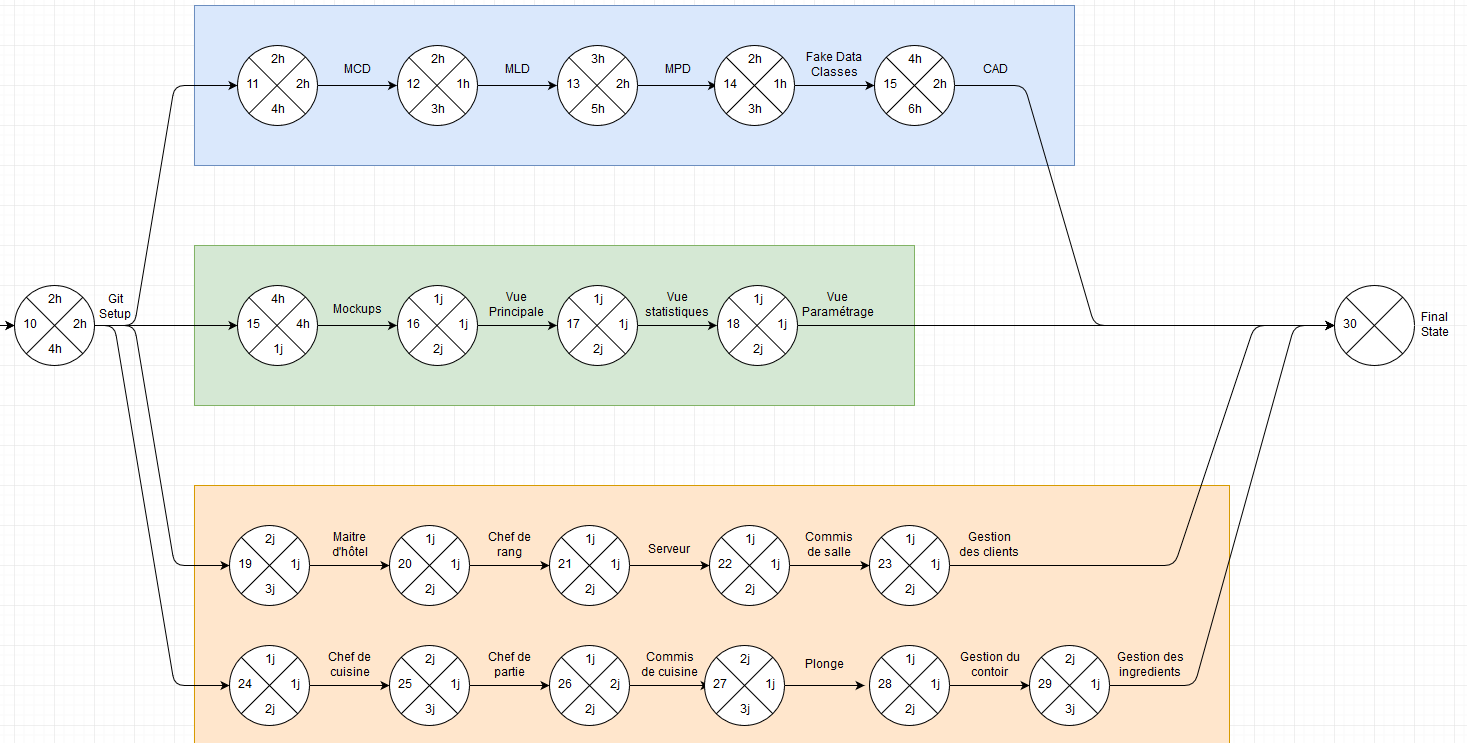 2h
11 2h
4h
MCD
2h
12 1h
3h
MLD
3h
13 2h
5h
MPD
2h
14 1h
3h
Fake Data
Classes
4h
15 2h
6h
CAD
2h
10 2h
4h
Git
Setup
4h
15 4h
1j
Mockups
1j
16 1j
2j
Vue
Principale
1j
17 1j
2j
Vue
statistiques
1j
18 1j
2j
Vue
Paramétrage
30
Final
State
2j
19 1j
3j
Maitre
d'hôtel
1j
20 1j
2j
Chef de
rang
1j
21 1j
2j
Serveur
1j
22 1j
2j
Commis
de salle
1j
23 1j
2j
Gestion
des clients
1j
24 1j
2j
Chef de
cuisine
2j
25 1j
3j
Chef de
partie
1j
26 2j
2j
Commis
de cuisine
2j
27 1j
3j
Plonge
1j
28 1j
2j
Gestion du
contoir
2j
29 1j
3j
Gestion des
ingredients